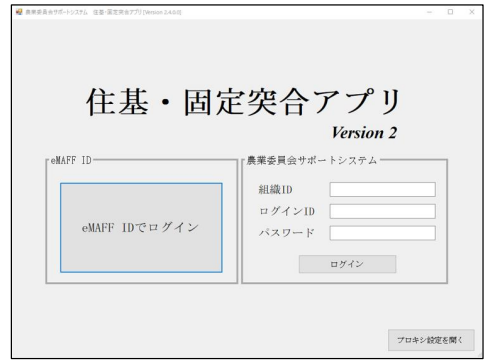 農業委員会サポートシステム 住基・固定突合アプリ[Version 2.4.0.0]
住基・固定突合アプリ
Version 2
eMAFF ID
eMAFF IDでログイン
農業委員会サポートシステム
組織ID
ログインID
パスワード
ログイン
プロキシ設定を開く